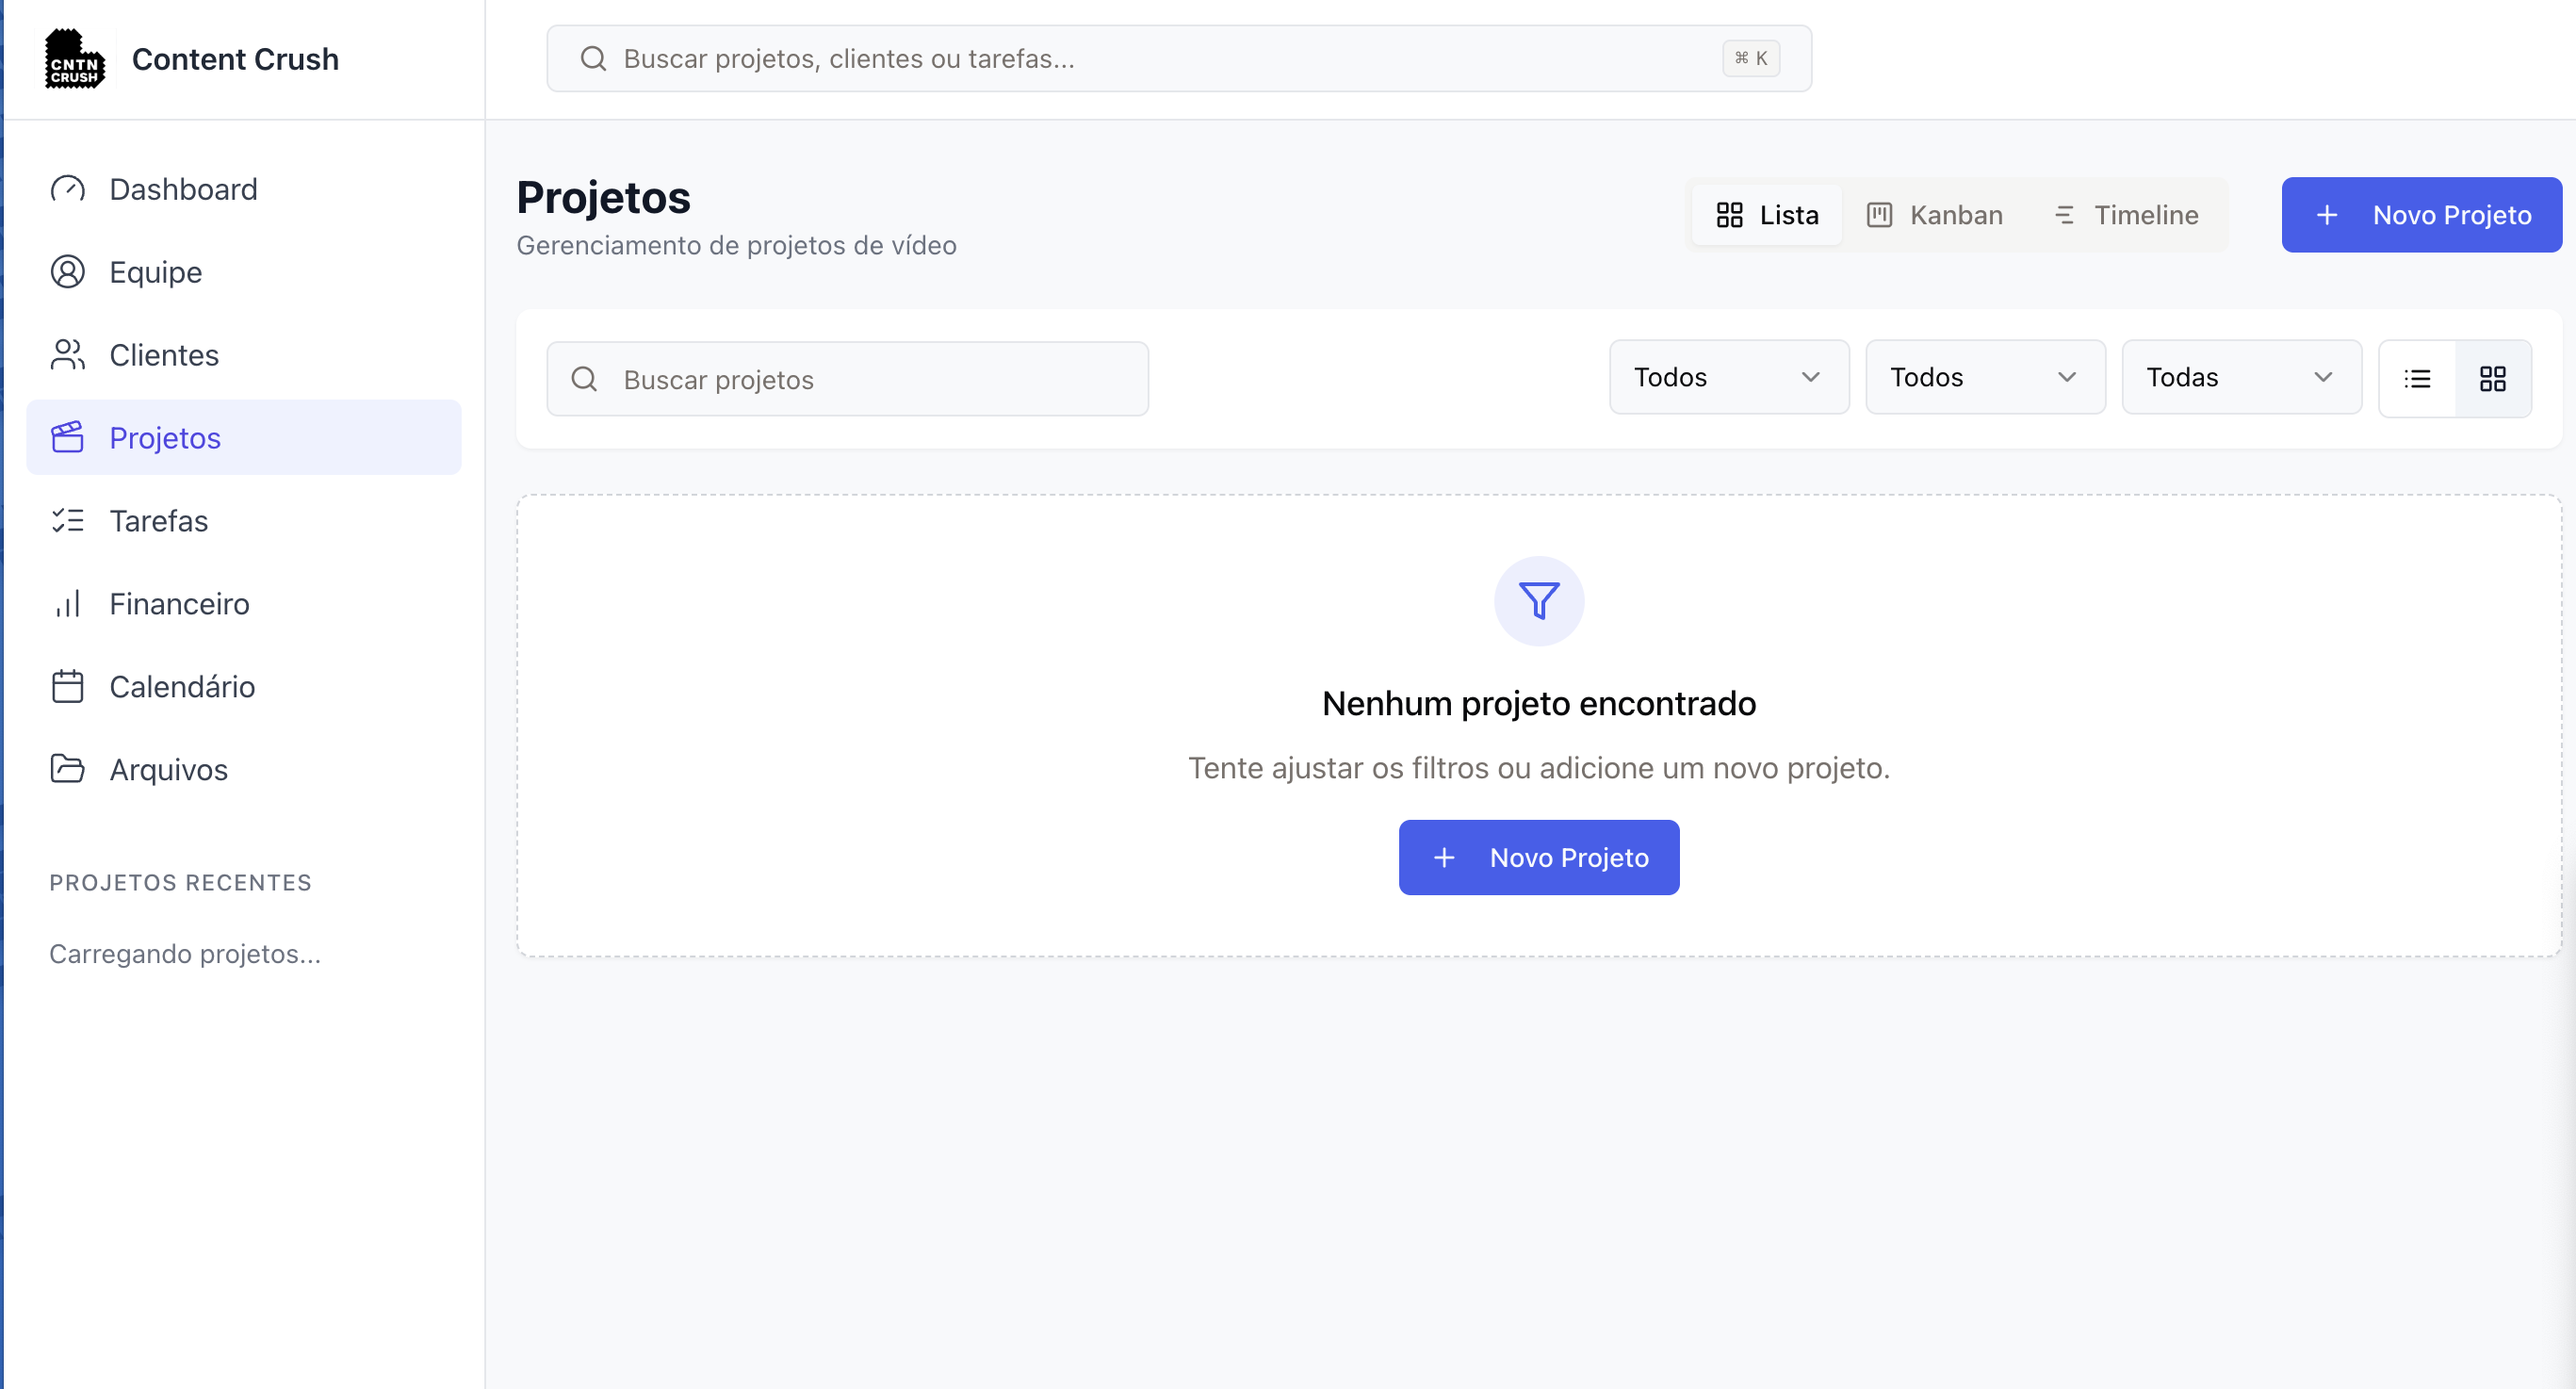 CNTN
CRUSH
Content Crush
Buscar projetos, clientes ou tarefas...
⌘ K
Dashboard
Equipe
Clientes
Projetos
Tarefas
Financeiro
Calendário
Arquivos
PROJETOS RECENTES
Carregando projetos...
Projetos
Gerenciamento de projetos de vídeo
Lista
Kanban
Timeline
+ Novo Projeto
Buscar projetos
Todos
Todos
Todas
Nenhum projeto encontrado
Tente ajustar os filtros ou adicione um novo projeto.
+ Novo Projeto